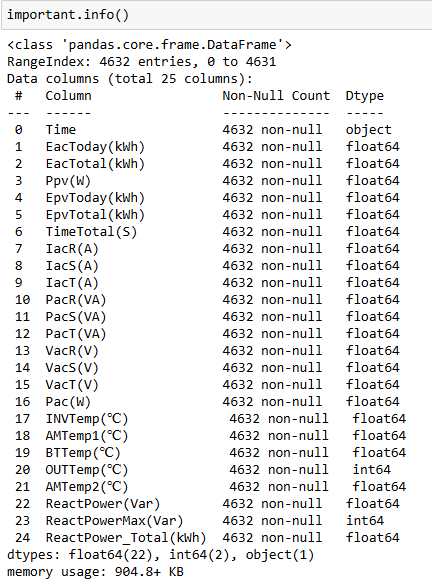 important.info()
<class 'pandas.core.frame.DataFrame'>
RangeIndex: 4632 entries, 0 to 4631
Data columns (total 25 columns):
 #   Column                Non-Null Count  Dtype
---  ------                --------------  -----
 0   Time                  4632 non-null   object
 1   EacToday(kWh)         4632 non-null   float64
 2   EacTotal(kWh)         4632 non-null   float64
 3   Ppv(W)                4632 non-null   float64
 4   EpvToday(kWh)         4632 non-null   float64
 5   EpvTotal(kWh)         4632 non-null   float64
 6   TimeTotal(S)          4632 non-null   float64
 7   IacR(A)               4632 non-null   float64
 8   IacS(A)               4632 non-null   float64
 9   IacT(A)               4632 non-null   float64
 10  PacR(VA)              4632 non-null   float64
 11  PacS(VA)              4632 non-null   float64
 12  PacT(VA)              4632 non-null   float64
 13  VacR(V)               4632 non-null   float64
 14  VacS(V)               4632 non-null   float64
 15  VacT(V)               4632 non-null   float64
 16  Pac(W)                4632 non-null   float64
 17  INVTemp(℃)            4632 non-null   float64
 18  AMTemp1(℃)            4632 non-null   float64
 19  BTTemp(℃)             4632 non-null   float64
 20  OUTTemp(℃)            4632 non-null   int64
 21  AMTemp2(℃)            4632 non-null   float64
 22  ReactPower(Var)       4632 non-null   float64
 23  ReactPowerMax(Var)    4632 non-null   int64
 24  ReactPower_Total(kWh) 4632 non-null   float64
dtypes: float64(22), int64(2), object(1)
memory usage: 904.8+ KB